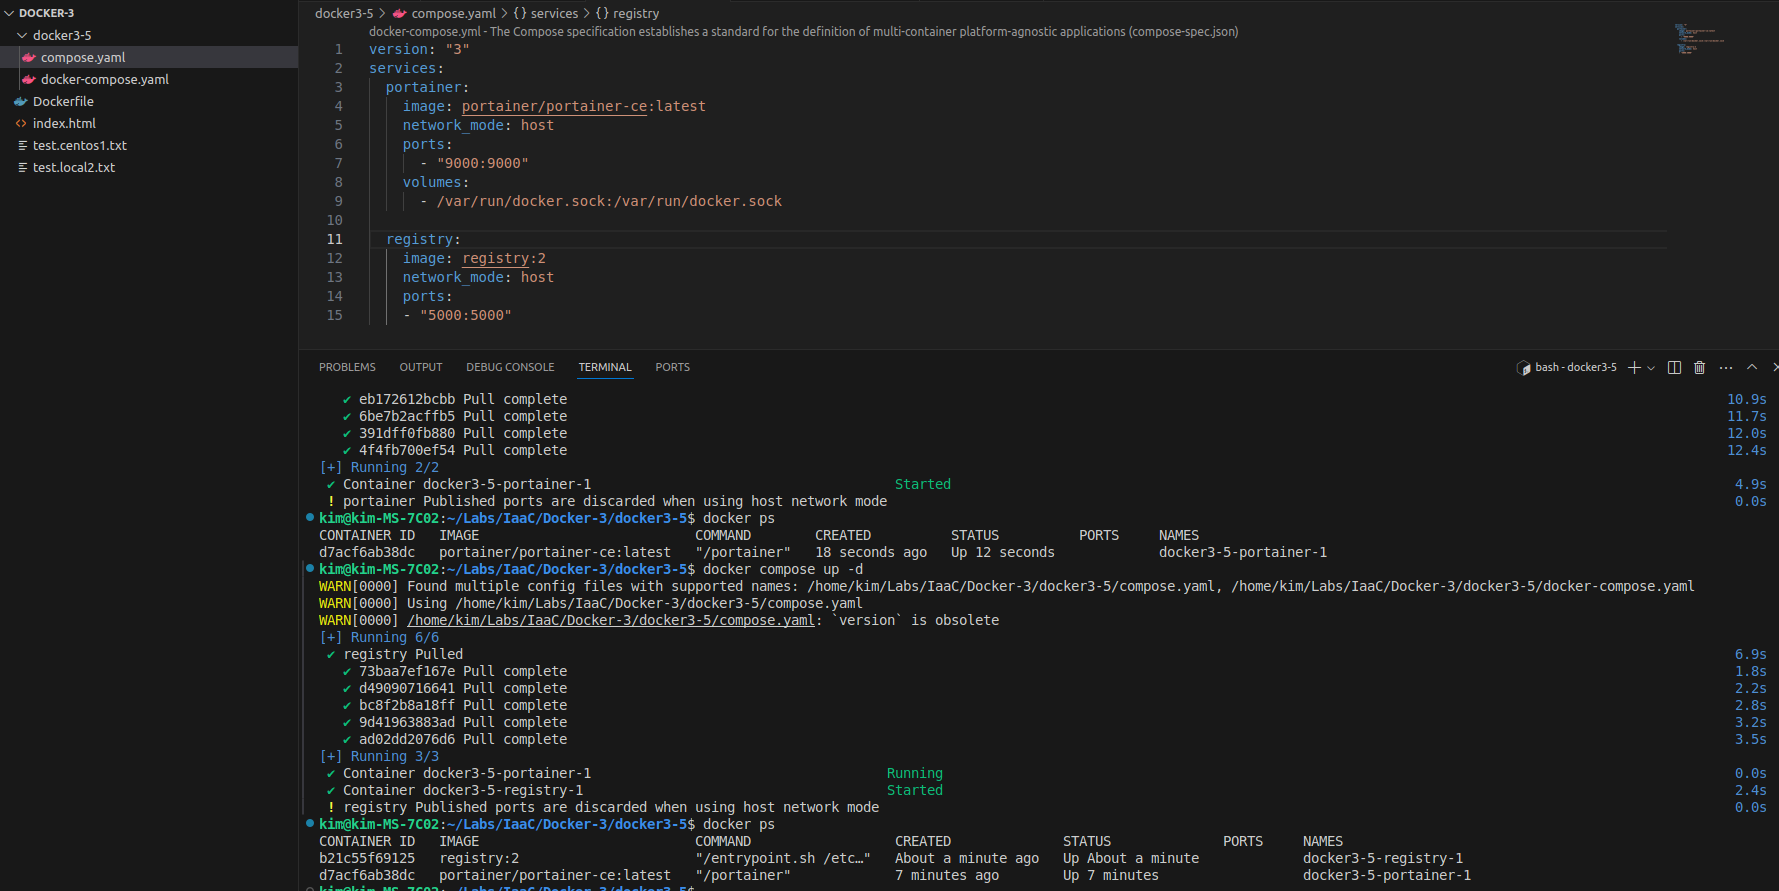 DOCKER-3
docker3-5
compose.yaml
docker-compose.yaml
Dockerfile
index.html
test.centos1.txt
test.local2.txt
docker3-5 > compose.yaml > {} services > {} registry
docker-compose.yml - The Compose specification establishes a standard for the definition of multi-container platform-agnostic applications (compose-spec.json)
1 version: "3"
2 services:
3 portainer:
4 image: portainer/portainer-ce:latest
5 network_mode: host
6 ports:
7 - "9000:9000"
8 volumes:
9 - /var/run/docker.sock:/var/run/docker.sock
10
11 registry:
12 image: registry:2
13 network_mode: host
14 ports:
15 - "5000:5000"
PROBLEMS OUTPUT DEBUG CONSOLE TERMINAL PORTS bash - docker3-5
✔ eb172612bcbb Pull complete 10.9s
✔ 6be7b2acffb5 Pull complete 11.7s
✔ 391dff0fb880 Pull complete 12.0s
✔ 4f4fb700ef54 Pull complete 12.4s
[+] Running 2/2
✔ Container docker3-5-portainer-1 Started 4.9s
! portainer Published ports are discarded when using host network mode 0.0s
kim@kim-MS-7C02:~/Labs/IaaC/Docker-3/docker3-5$ docker ps
CONTAINER ID IMAGE COMMAND CREATED STATUS PORTS NAMES
d7acf6ab38dc portainer/portainer-ce:latest "/portainer" 18 seconds ago Up 12 seconds docker3-5-portainer-1
kim@kim-MS-7C02:~/Labs/IaaC/Docker-3/docker3-5$ docker compose up -d
WARN[0000] Found multiple config files with supported names: /home/kim/Labs/IaaC/Docker-3/docker3-5/compose.yaml, /home/kim/Labs/IaaC/Docker-3/docker3-5/docker-compose.yaml
WARN[0000] Using /home/kim/Labs/IaaC/Docker-3/docker3-5/compose.yaml
WARN[0000] /home/kim/Labs/IaaC/Docker-3/docker3-5/compose.yaml: `version` is obsolete
[+] Running 6/6
✔ registry Pulled 6.9s
✔ 73baa7ef167e Pull complete 1.8s
✔ d49090716641 Pull complete 2.2s
✔ bc8f2b8a18ff Pull complete 2.8s
✔ 9d41963883ad Pull complete 3.2s
✔ ad02dd2076d6 Pull complete 3.5s
[+] Running 3/3
✔ Container docker3-5-portainer-1 Running 0.0s
✔ Container docker3-5-registry-1 Started 2.4s
! registry Published ports are discarded when using host network mode 0.0s
kim@kim-MS-7C02:~/Labs/IaaC/Docker-3/docker3-5$ docker ps
CONTAINER ID IMAGE COMMAND CREATED STATUS PORTS NAMES
b21c55f69125 registry:2 "/entrypoint.sh /etc…" About a minute ago Up About a minute docker3-5-registry-1
d7acf6ab38dc portainer/portainer-ce:latest "/portainer" 7 minutes ago Up 7 minutes docker3-5-portainer-1
kim@kim-MS-7C02:~/Labs/IaaC/Docker-3/docker3-5$